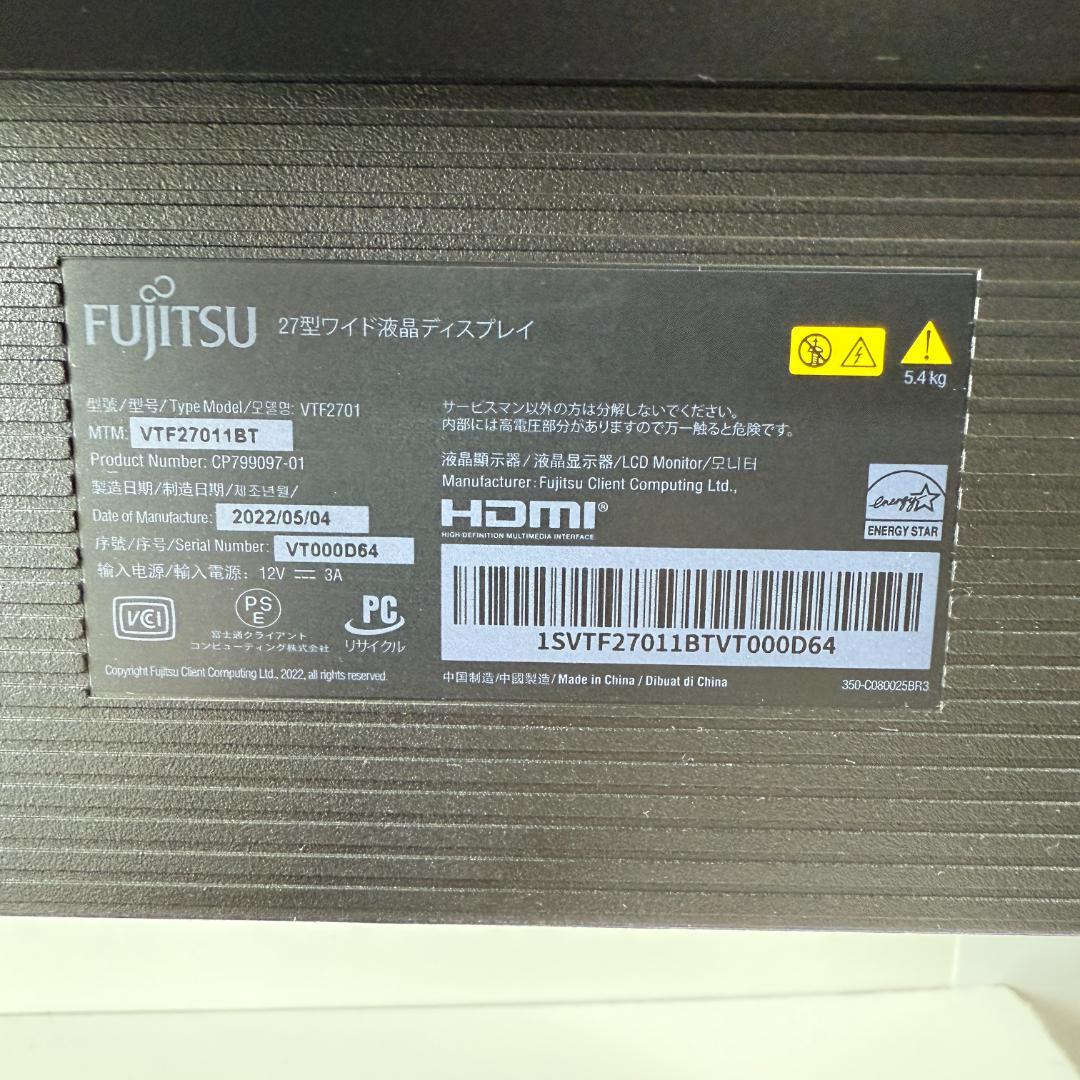 FUJITSU 27型ワイド液晶ディスプレイ
5.4 kg
型號/型号/Type Model/모델명: VTF2701
MTM: VTF27011BT
Product Number: CP799097-01
製造日期/制造日期/제조년월/
Date of Manufacture: 2022/05/04
序號/序号/Serial Number: VT000D64
输入电源/輸入電源: 12V ⎓ 3A
VCCI
PSE
富士通クライアント
コンピューティング株式会社
PC
リサイクル
Copyright Fujitsu Client Computing Ltd., 2022, all rights reserved.
サービスマン以外の方は分解しないでください。
内部には高電圧部分がありますので万一触ると危険です。
液晶顯示器/液晶显示器/LCD Monitor/모니터
Manufacturer: Fujitsu Client Computing Ltd.,
HDMI®
HIGH-DEFINITION MULTIMEDIA INTERFACE
energy
ENERGY STAR
1SVTF27011BTVT000D64
中国制造/中國製造/Made in China / Dibuat di China
350-C080025BR3